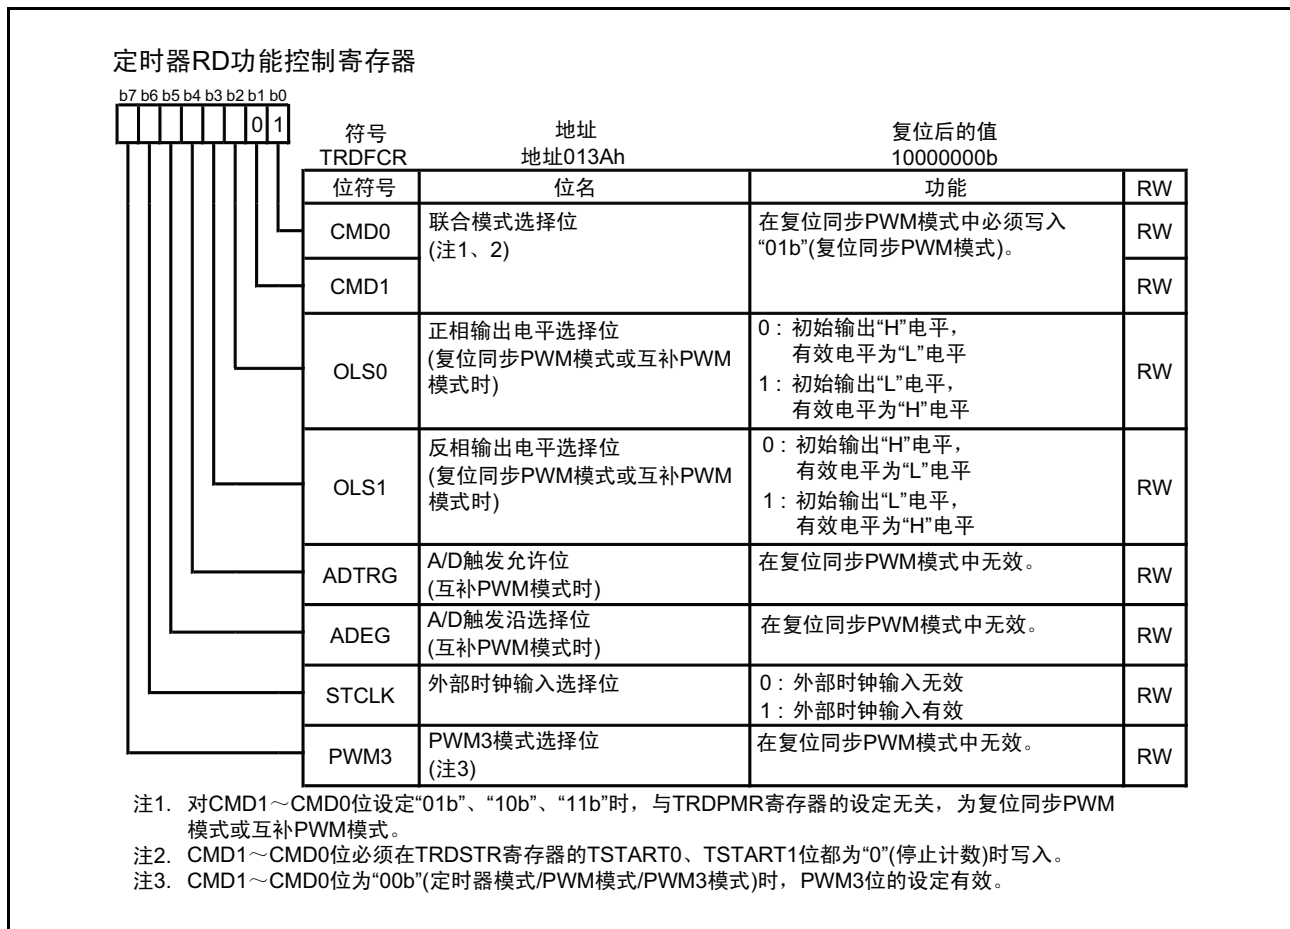 定时器RD功能控制寄存器
b7 b6 b5 b4 b3 b2 b1 b0
0 1
符号 地址 复位后的值
TRDFCR 地址013Ah 10000000b
位符号 位名 功能 RW
CMD0 联合模式选择位 在复位同步PWM模式中必须写入 RW
(注1、2) “01b”(复位同步PWM模式)。
CMD1 RW
OLS0 正相输出电平选择位 0：初始输出“H”电平， RW
(复位同步PWM模式或互补PWM 有效电平为“L”电平
模式时) 1：初始输出“L”电平，
有效电平为“H”电平
OLS1 反相输出电平选择位 0：初始输出“H”电平， RW
(复位同步PWM模式或互补PWM 有效电平为“L”电平
模式时) 1：初始输出“L”电平，
有效电平为“H”电平
ADTRG A/D触发允许位 在复位同步PWM模式中无效。 RW
(互补PWM模式时)
ADEG A/D触发沿选择位 在复位同步PWM模式中无效。 RW
(互补PWM模式时)
STCLK 外部时钟输入选择位 0：外部时钟输入无效 RW
1：外部时钟输入有效
PWM3 PWM3模式选择位 在复位同步PWM模式中无效。 RW
(注3)
注1. 对CMD1～CMD0位设定“01b”、“10b”、“11b”时，与TRDPMR寄存器的设定无关，为复位同步PWM
模式或互补PWM模式。
注2. CMD1～CMD0位必须在TRDSTR寄存器的TSTART0、TSTART1位都为“0”(停止计数)时写入。
注3. CMD1～CMD0位为“00b”(定时器模式/PWM模式/PWM3模式)时，PWM3位的设定有效。